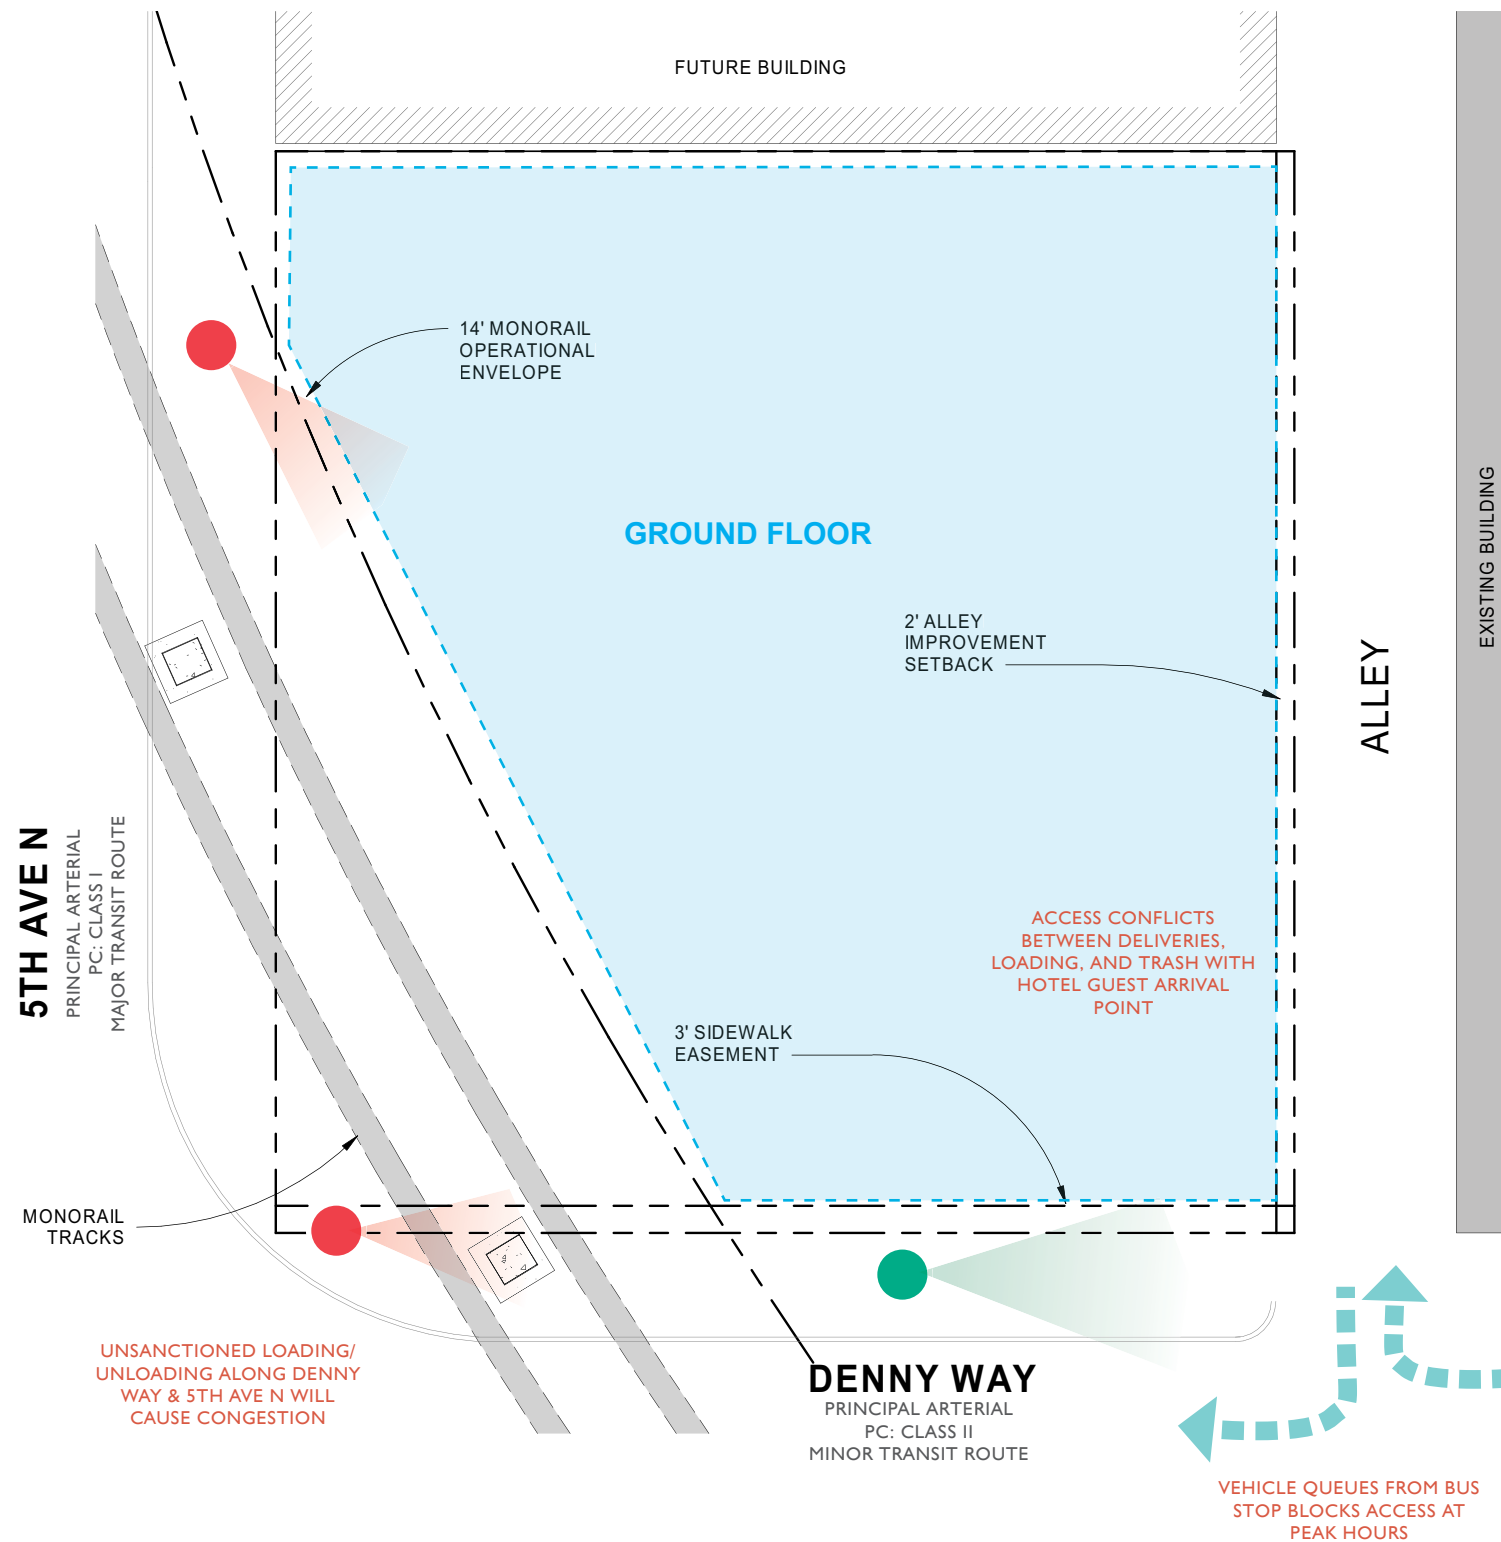 FUTURE BUILDING
14' MONORAIL
OPERATIONAL
ENVELOPE
GROUND FLOOR
2' ALLEY
IMPROVEMENT
SETBACK
ALLEY
EXISTING BUILDING
5TH AVE N
PRINCIPAL ARTERIAL
PC: CLASS I
MAJOR TRANSIT ROUTE
ACCESS CONFLICTS
BETWEEN DELIVERIES,
LOADING, AND TRASH WITH
HOTEL GUEST ARRIVAL
POINT
3' SIDEWALK
EASEMENT
MONORAIL
TRACKS
UNSANCTIONED LOADING/
UNLOADING ALONG DENNY
WAY & 5TH AVE N WILL
CAUSE CONGESTION
DENNY WAY
PRINCIPAL ARTERIAL
PC: CLASS II
MINOR TRANSIT ROUTE
VEHICLE QUEUES FROM BUS
STOP BLOCKS ACCESS AT
PEAK HOURS